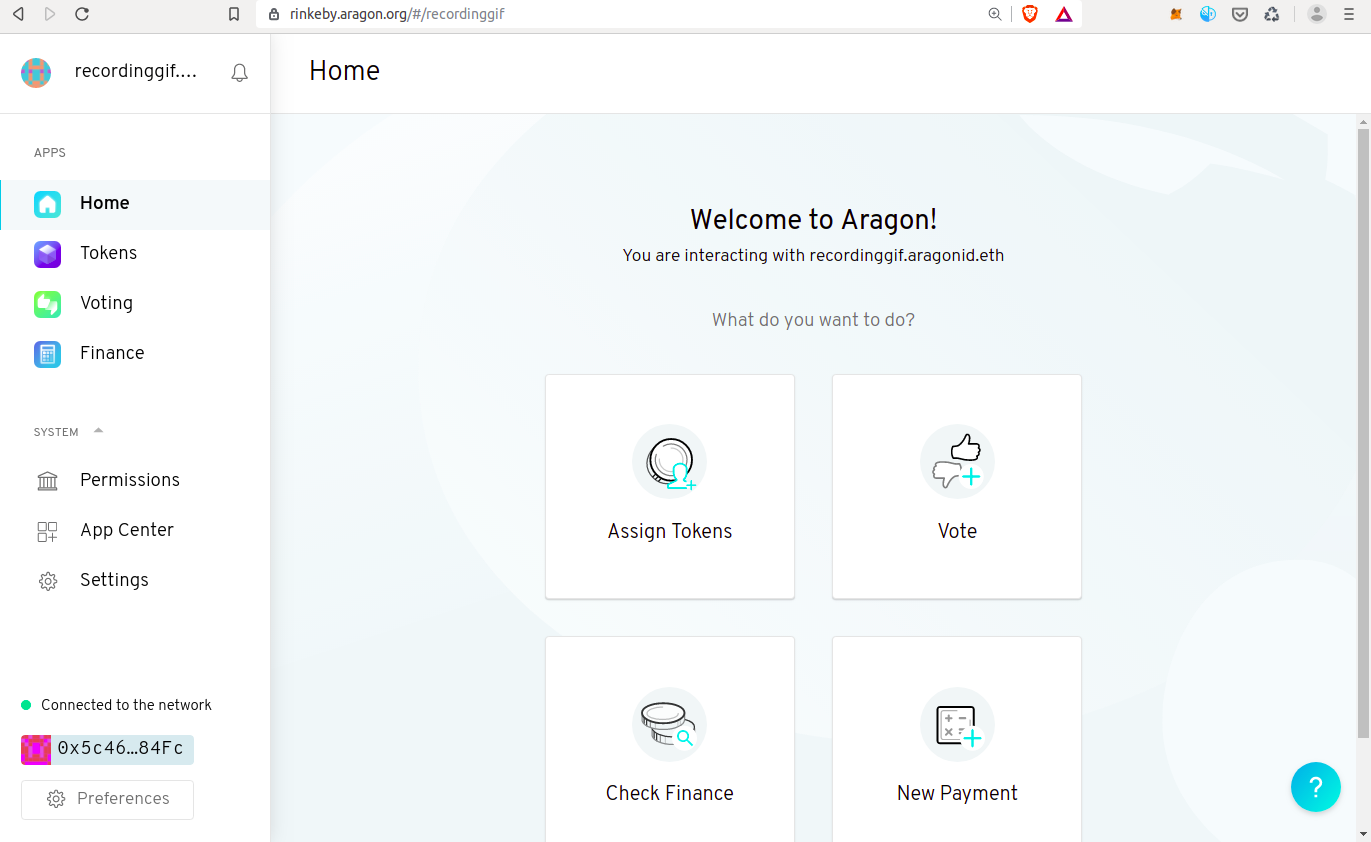 rinkeby.aragon.org/#/recordinggif
recordinggif....
Home
APPS
Home
Tokens
Voting
Finance
SYSTEM
Permissions
App Center
Settings
Connected to the network
0x5c46…84Fc
Preferences
Welcome to Aragon!
You are interacting with recordinggif.aragonid.eth
What do you want to do?
Assign Tokens
Vote
Check Finance
New Payment
?